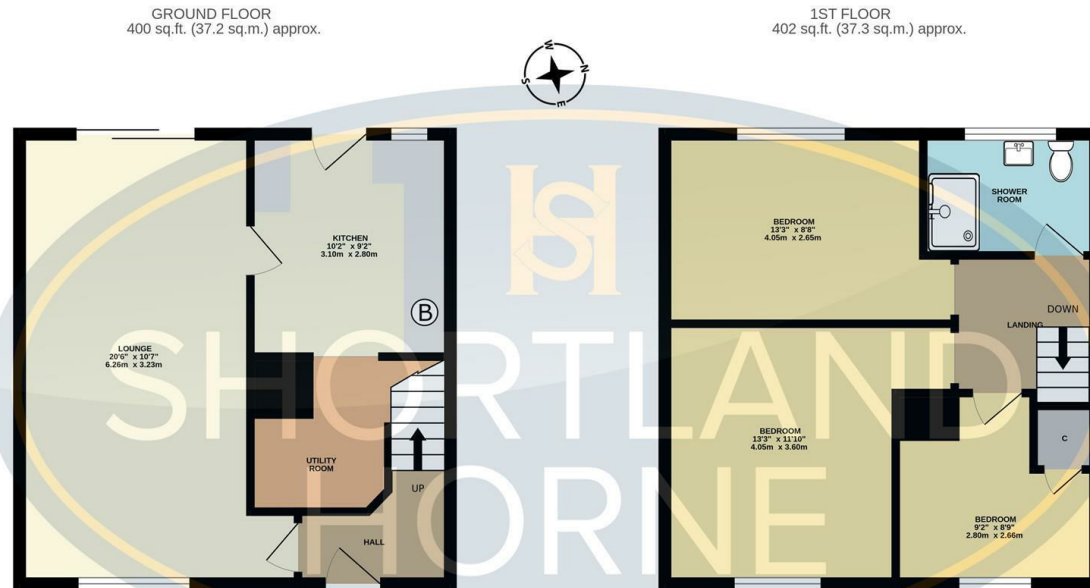 GROUND FLOOR
400 sq.ft. (37.2 sq.m.) approx.
1ST FLOOR
402 sq.ft. (37.3 sq.m.) approx.
W
N
S
E
HS
KITCHEN
10'2" x 9'2"
3.10m x 2.80m
B
LOUNGE
20'6" x 10'7"
6.26m x 3.23m
UTILITY
ROOM
UP
HALL
BEDROOM
13'3" x 8'8"
4.05m x 2.65m
SHOWER
ROOM
DOWN
LANDING
BEDROOM
13'3" x 11'10"
4.05m x 3.60m
C
BEDROOM
9'2" x 8'9"
2.80m x 2.66m
SHORTLAND
HORNE